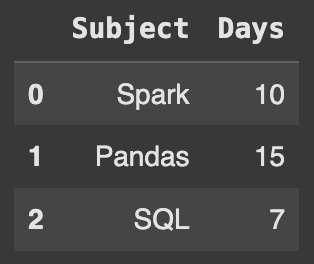 Subject Days
0 Spark 10
1 Pandas 15
2 SQL 7